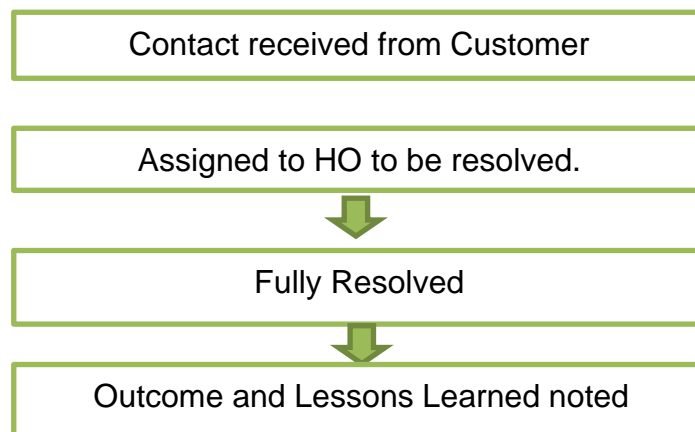 Contact received from Customer
Assigned to HO to be resolved.
Fully Resolved
Outcome and Lessons Learned noted